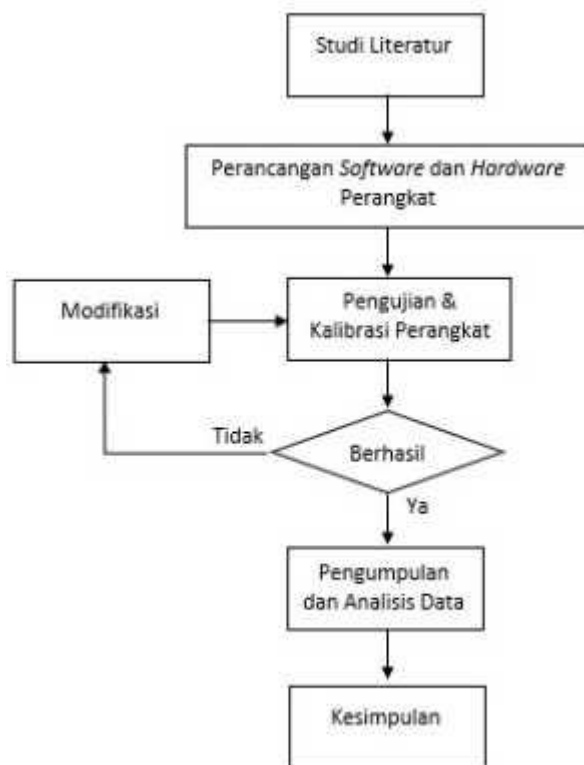 Studi Literatur
Perancangan Software dan Hardware
Perangkat
Modifikasi
Pengujian &
Kalibrasi Perangkat
Tidak
Berhasil
Ya
Pengumpulan
dan Analisis Data
Kesimpulan